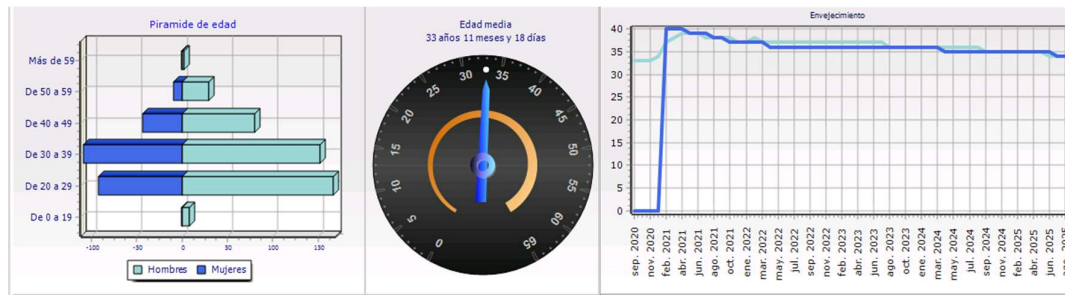 Piramide de edad
Más de 59
De 50 a 59
De 40 a 49
De 30 a 39
De 20 a 29
De 0 a 19
-100 -50 0 50 100 150
Hombres Mujeres
Edad media
33 años 11 meses y 18 días
0 5 10 15 20 25 30 35 40 45 50 55 60 65
Envejecimiento
40
35
30
25
20
15
10
5
0
sep. 2020
nov. 2020
feb. 2021
abr. 2021
jun. 2021
ago. 2021
oct. 2021
ene. 2022
mar. 2022
may. 2022
jul. 2022
sep. 2022
nov. 2022
feb. 2023
abr. 2023
jun. 2023
ago. 2023
oct. 2023
ene. 2024
mar. 2024
may. 2024
jul. 2024
sep. 2024
nov. 2024
feb. 2025
abr. 2025
jun. 2025